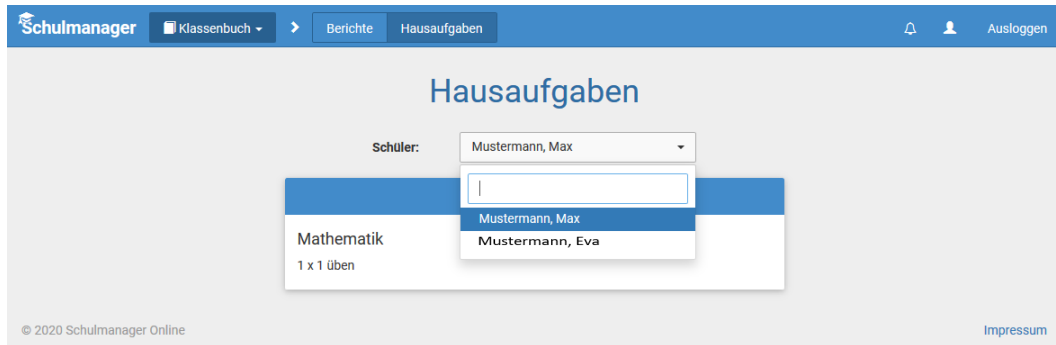 Schulmanager Klassenbuch Berichte Hausaufgaben Ausloggen
Hausaufgaben
Schüler: Mustermann, Max
Mustermann, Max
Mustermann, Eva
Mathematik
1 x 1 üben
© 2020 Schulmanager Online Impressum